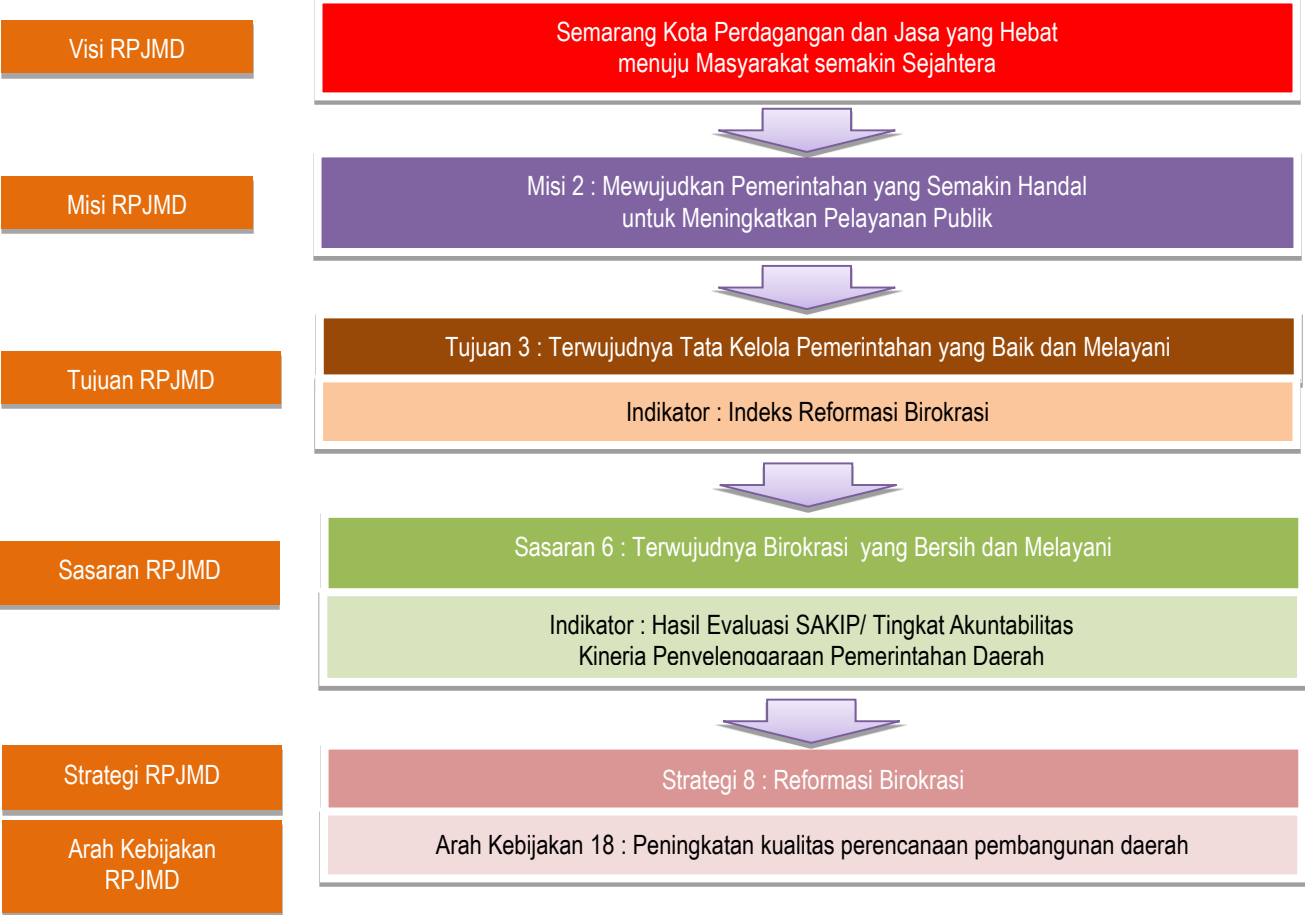 Visi RPJMD
Semarang Kota Perdagangan dan Jasa yang Hebat
menuju Masyarakat semakin Sejahtera
Misi RPJMD
Misi 2 : Mewujudkan Pemerintahan yang Semakin Handal
untuk Meningkatkan Pelayanan Publik
Tujuan RPJMD
Tujuan 3 : Terwujudnya Tata Kelola Pemerintahan yang Baik dan Melayani
Indikator : Indeks Reformasi Birokrasi
Sasaran RPJMD
Sasaran 6 : Terwujudnya Birokrasi yang Bersih dan Melayani
Indikator : Hasil Evaluasi SAKIP/ Tingkat Akuntabilitas
Kinerja Penyelenggaraan Pemerintahan Daerah
Strategi RPJMD
Strategi 8 : Reformasi Birokrasi
Arah Kebijakan
RPJMD
Arah Kebijakan 18 : Peningkatan kualitas perencanaan pembangunan daerah